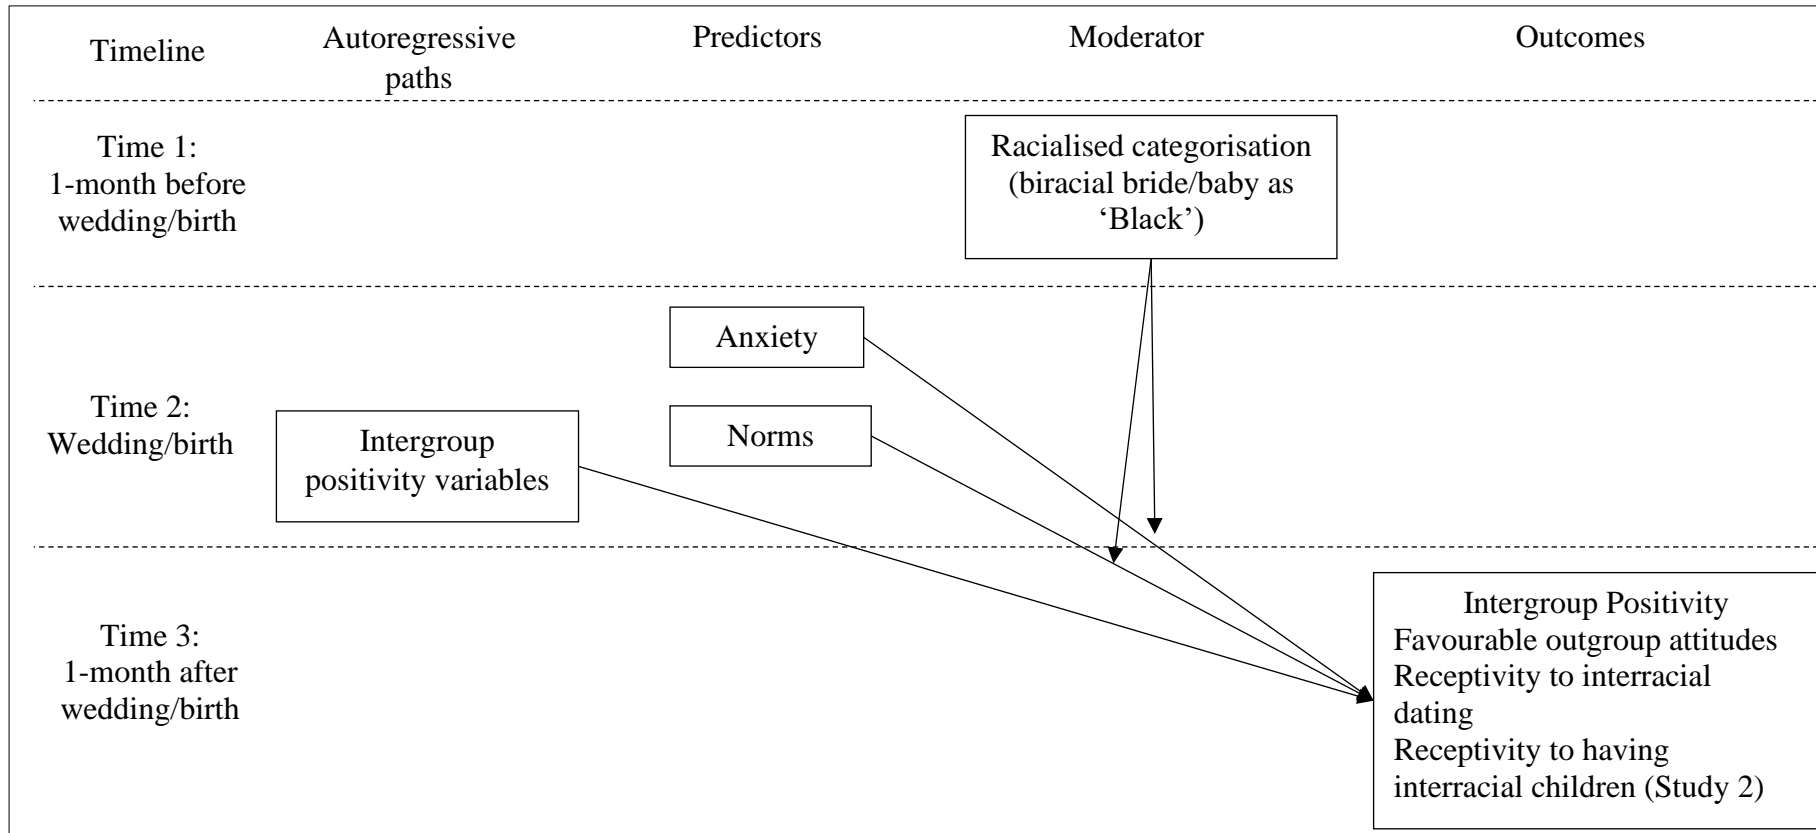 Timeline
Autoregressive
paths
Predictors
Moderator
Outcomes
Time 1:
1-month before
wedding/birth
Racialised categorisation
(biracial bride/baby as
‘Black’)
Time 2:
Wedding/birth
Intergroup
positivity variables
Anxiety
Norms
Time 3:
1-month after
wedding/birth
Intergroup Positivity
Favourable outgroup attitudes
Receptivity to interracial
dating
Receptivity to having
interracial children (Study 2)